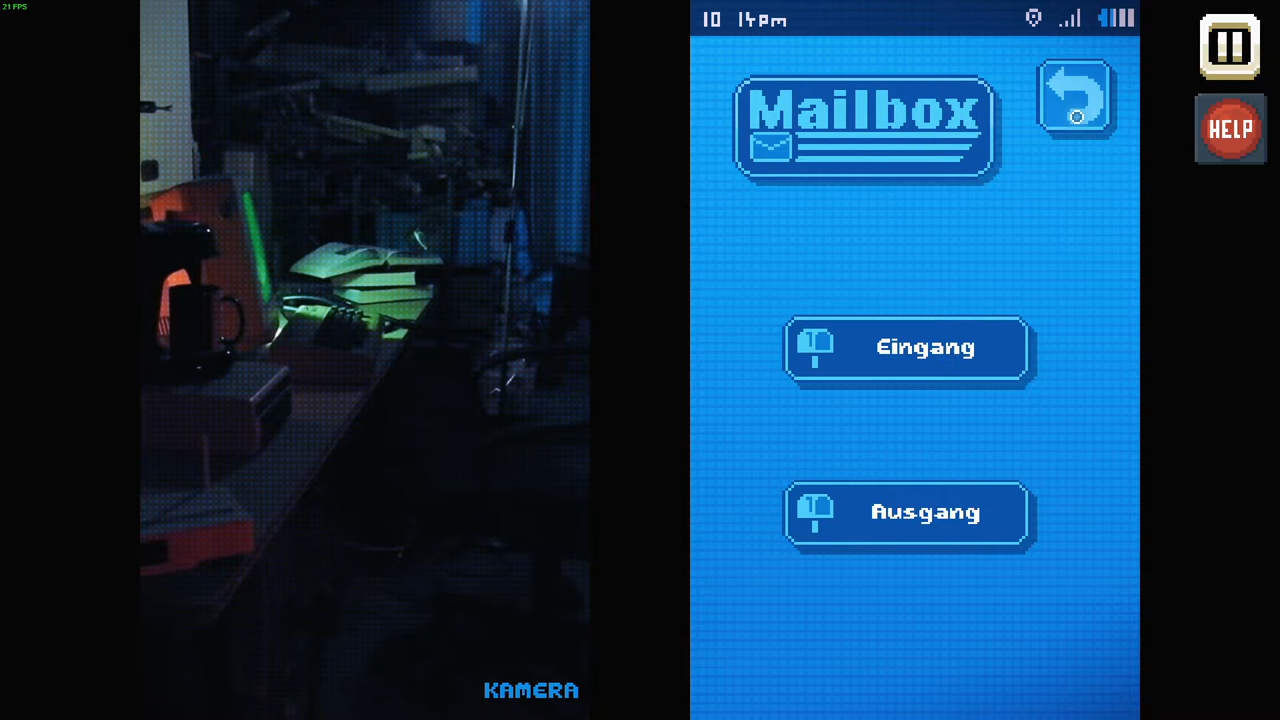 21 FPS
10 14pm
Mailbox
HELP
Eingang
Ausgang
KAMERA